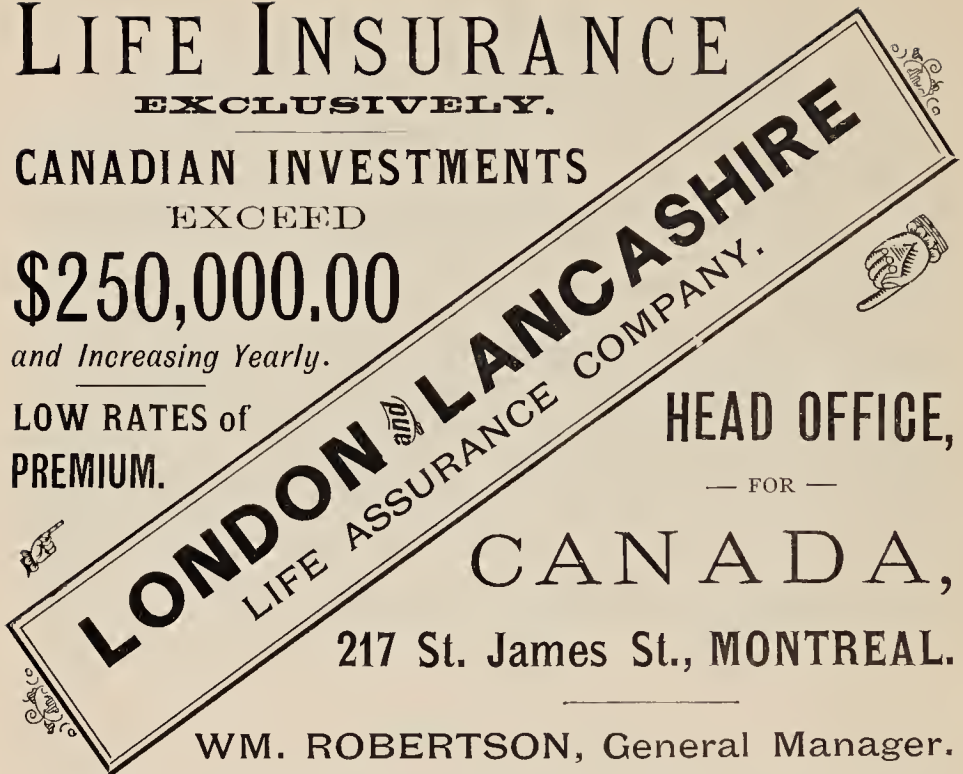 LIFE INSURANCE
EXCLUSIVELY.
CANADIAN INVESTMENTS
EXCEED
$250,000.00
and Increasing Yearly.
LOW RATES of
PREMIUM.
LONDON and LANCASHIRE
LIFE ASSURANCE COMPANY.
HEAD OFFICE,
— FOR —
CANADA,
217 St. James St., MONTREAL.
WM. ROBERTSON, General Manager.